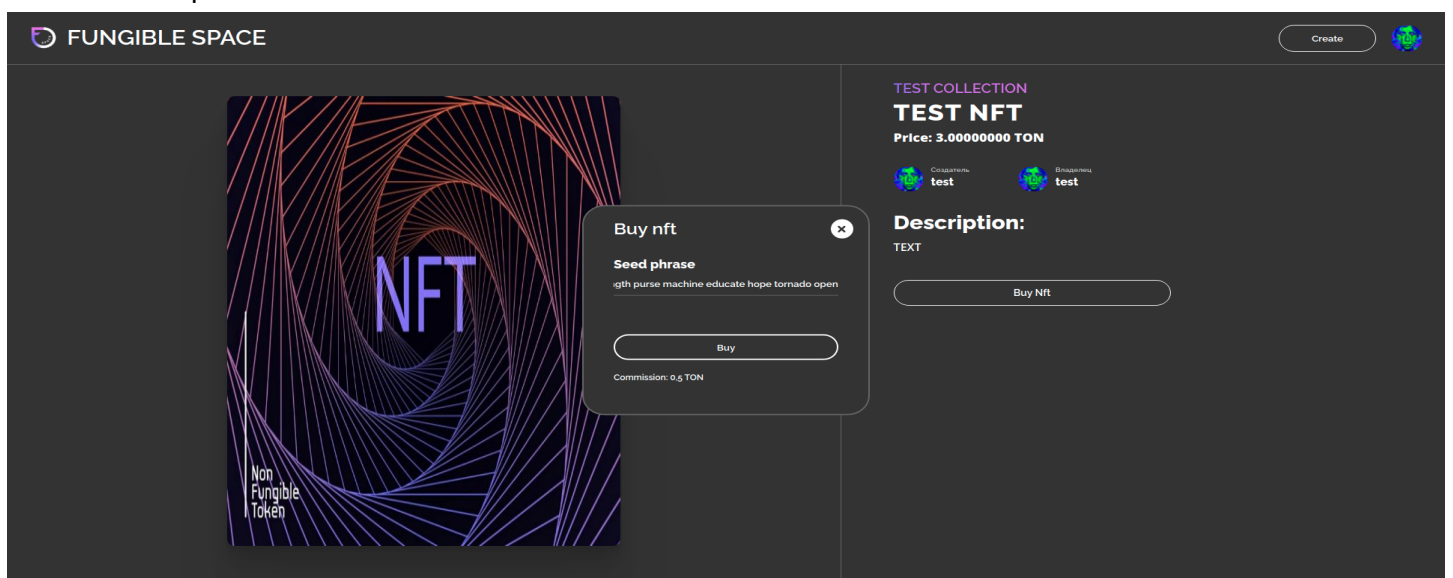 FUNGIBLE SPACE
Create
NFT
Non
Fungible
Token
TEST COLLECTION
TEST NFT
Price: 3.00000000 TON
Создатель
test
Владелец
test
Description:
TEXT
Buy Nft
Buy nft
Seed phrase
purse machine educate hope tornado open
Buy
Commission: 0,5 TON